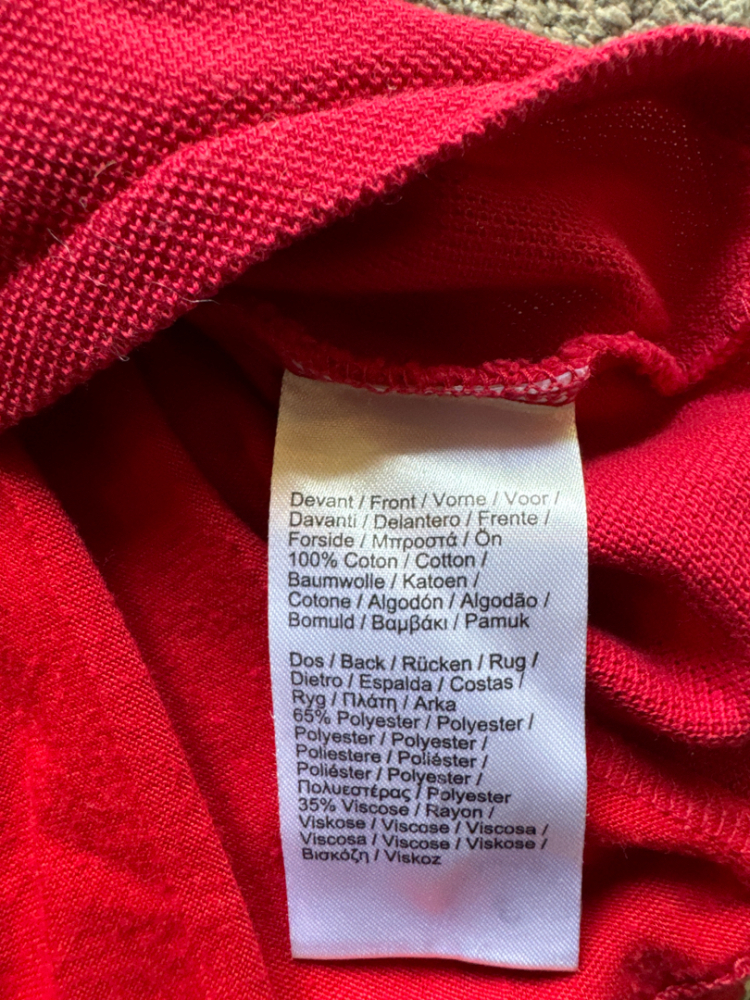 Devant / Front / Vorne / Voor /
Davanti / Delantero / Frente /
Forside / Μπροστά / Ön
100% Coton / Cotton /
Baumwolle / Katoen /
Cotone / Algodón / Algodão /
Bomuld / Βαμβάκι / Pamuk
Dos / Back / Rücken / Rug /
Dietro / Espalda / Costas /
Ryg / Πλάτη / Arka
65% Polyester / Polyester /
Polyester / Polyester /
Poliestere / Poliéster /
Poliéster / Polyester /
Πολυεστέρας / Polyester
35% Viscose / Rayon /
Viskose / Viscose / Viscosa /
Viscosa / Viscose / Viskose /
Βισκόζη / Viskoz